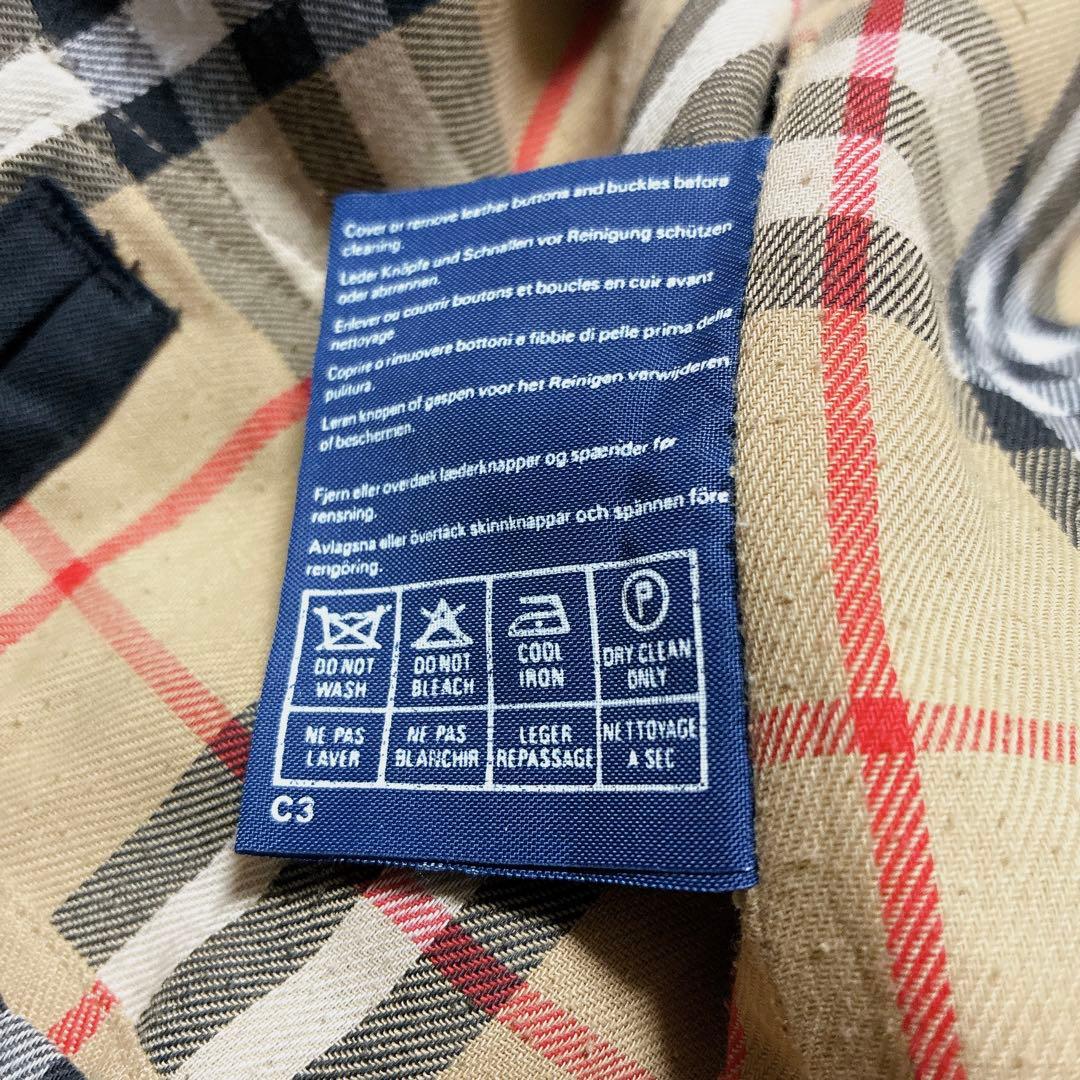 Cover or remove leather buttons and buckles before
cleaning.
Leder Knöpfe und Schnallen vor Reinigung schützen
oder abtrennen.
Enlever ou couvrir boutons et boucles en cuir avant
nettoyage
Coprire o rimuovere bottoni e fibbie di pelle prima della
pulitura.
Leren knopen of gespen voor het Reinigen verwijderen
of beschermen.
Fjern eller overdæk læderknapper og spænder før
rensning.
Avlagsna eller övertäck skinnknappar och spännen före
rengoring.
P
DO NOT
WASH
DO NOT
BLEACH
COOL
IRON
DRY CLEAN
ONLY
NE PAS
LAVER
NE PAS
BLANCHIR
LEGER
REPASSAGE
NETTOYAGE
A SEC
C3